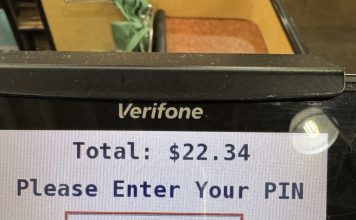 Verifone
Total: $22.34
Please Enter Your PIN